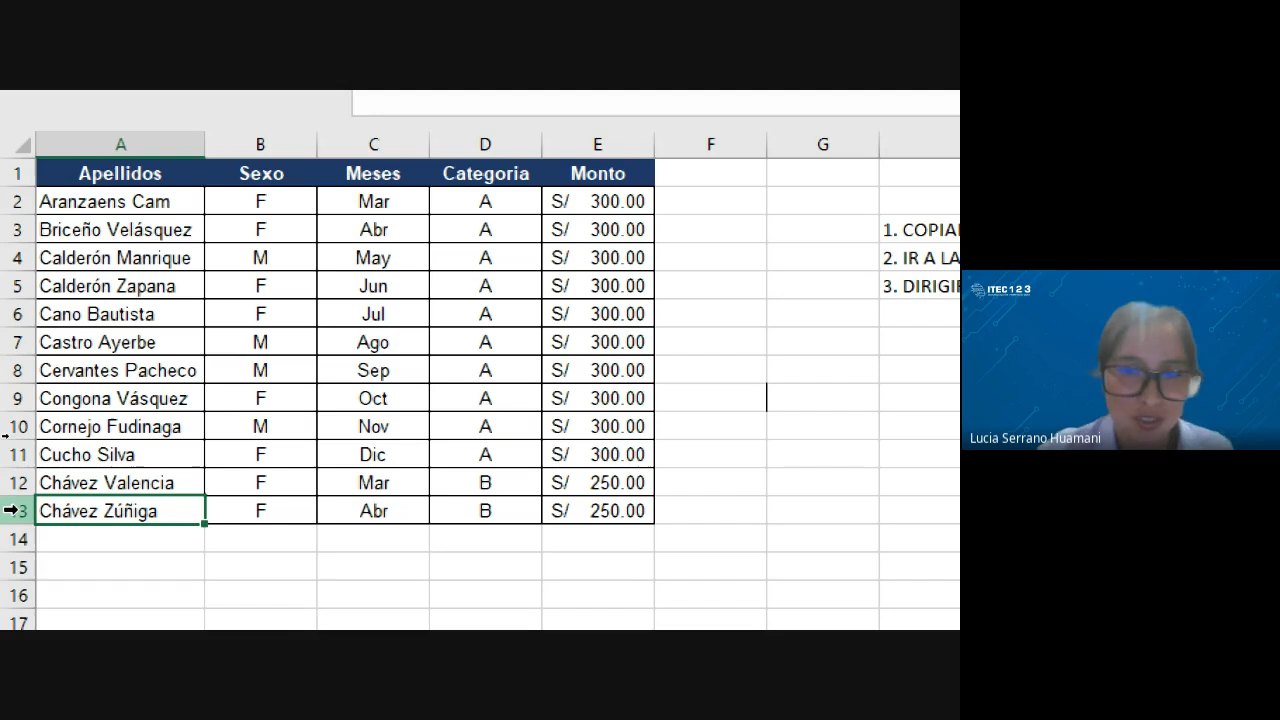 A B C D E F G
1 Apellidos Sexo Meses Categoria Monto
2 Aranzaens Cam F Mar A S/ 300.00
3 Briceño Velásquez F Abr A S/ 300.00 1. COPIA
4 Calderón Manrique M May A S/ 300.00 2. IR A LA
5 Calderón Zapana F Jun A S/ 300.00 3. DIRIGI
6 Cano Bautista F Jul A S/ 300.00
7 Castro Ayerbe M Ago A S/ 300.00
8 Cervantes Pacheco M Sep A S/ 300.00
9 Congona Vásquez F Oct A S/ 300.00
10 Cornejo Fudinaga M Nov A S/ 300.00
11 Cucho Silva F Dic A S/ 300.00
12 Chávez Valencia F Mar B S/ 250.00
3 Chávez Zúñiga F Abr B S/ 250.00
14
15
16
17
ITEC 1 2 3
Lucia Serrano Huamani